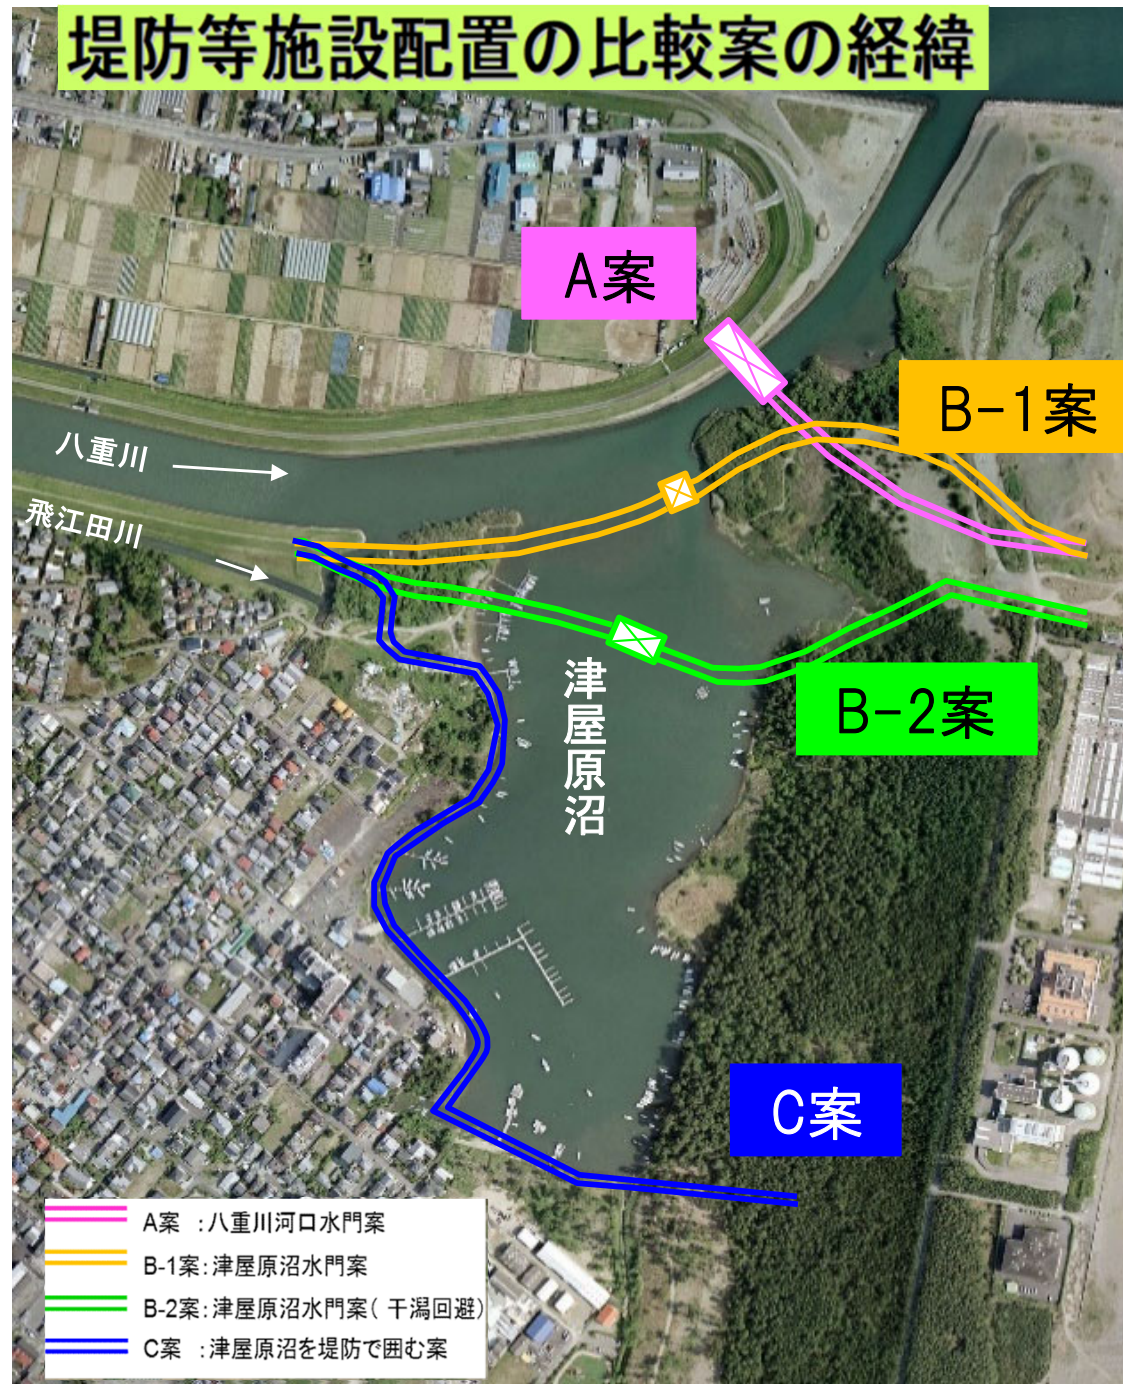 堤防等施設配置の比較案の経緯
A案
B-1案
八重川
飛江田川
津屋原沼
B-2案
C案
A案 :八重川河口水門案
B-1案:津屋原沼水門案
B-2案:津屋原沼水門案(干潟回避)
C案 :津屋原沼を堤防で囲む案